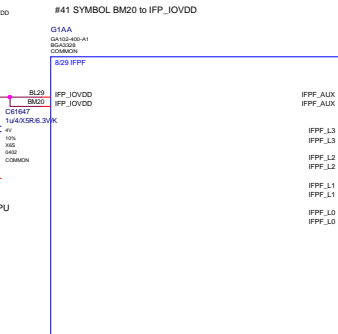 DD
#41 SYMBOL BM20 to IFP_IOVDD
G1AA
GA102-400-A1
BGA3328
COMMON
8/29 IFPF
BL29 IFP_IOVDD IFPF_AUX
BM20 IFP_IOVDD IFPF_AUX
C61647
1u/4/X5R/6.3V/K
4V
10%
X6S
0402
COMMON
IFPF_L3
IFPF_L3
IFPF_L2
IFPF_L2
IFPF_L1
IFPF_L1
PU
IFPF_L0
IFPF_L0